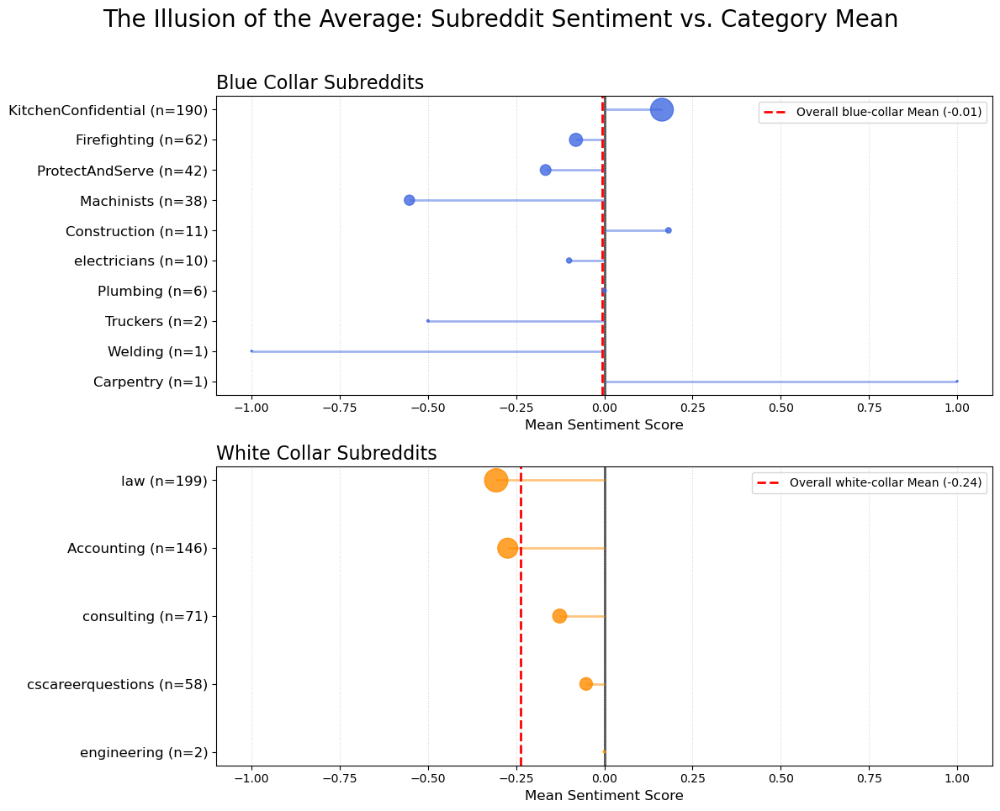 The Illusion of the Average: Subreddit Sentiment vs. Category Mean
Blue Collar Subreddits
KitchenConfidential (n=190)
Firefighting (n=62)
ProtectAndServe (n=42)
Machinists (n=38)
Construction (n=11)
electricians (n=10)
Plumbing (n=6)
Truckers (n=2)
Welding (n=1)
Carpentry (n=1)
Overall blue-collar Mean (-0.01)
−1.00 −0.75 −0.50 −0.25 0.00 0.25 0.50 0.75 1.00
Mean Sentiment Score
White Collar Subreddits
law (n=199)
Accounting (n=146)
consulting (n=71)
cscareerquestions (n=58)
engineering (n=2)
Overall white-collar Mean (-0.24)
−1.00 −0.75 −0.50 −0.25 0.00 0.25 0.50 0.75 1.00
Mean Sentiment Score